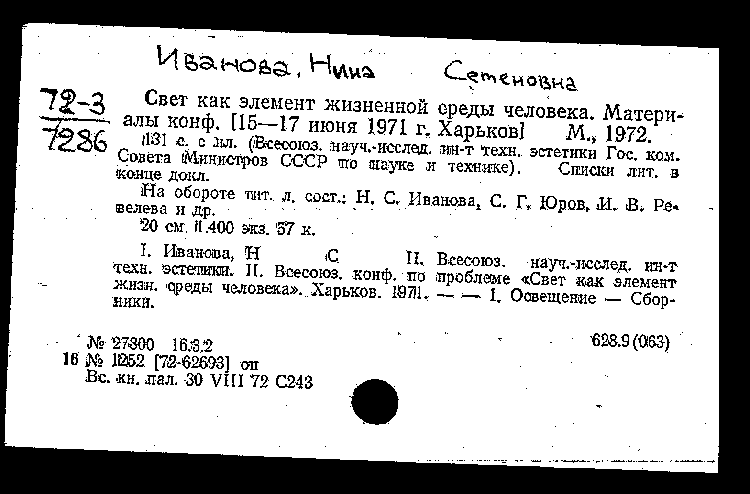 Иванова, Нина Семеновна
72-3
7286
Свет как элемент жизненной среды человека. Матери-
алы конф. [15—17 июня 1971 г. Харьков] М., 1972.
131 с. с ил. (Всесоюз. науч.-исслед. ин-т техн. эстетики Гос. ком.
Совета Министров СССР по науке и технике). Списки лит. в
конце докл.
На обороте тит. л. сост.: Н. С. Иванова, С. Г. Юров, И. В. Ре-
велева и др.
20 см. 1.400 экз. 57 к.
I. Иванова, Н С II. Всесоюз. науч.-исслед. ин-т
техн. эстетики. II. Всесоюз. конф. по проблеме «Свет как элемент
жизн. среды человека». Харьков. 1971. — — 1. Освещение — Сбор-
ники.
№ 27800 16.8.2 628.9(063)
16 № 1252 [72-62693] оп
Вс. кн. пал. 30 VIII 72 С243